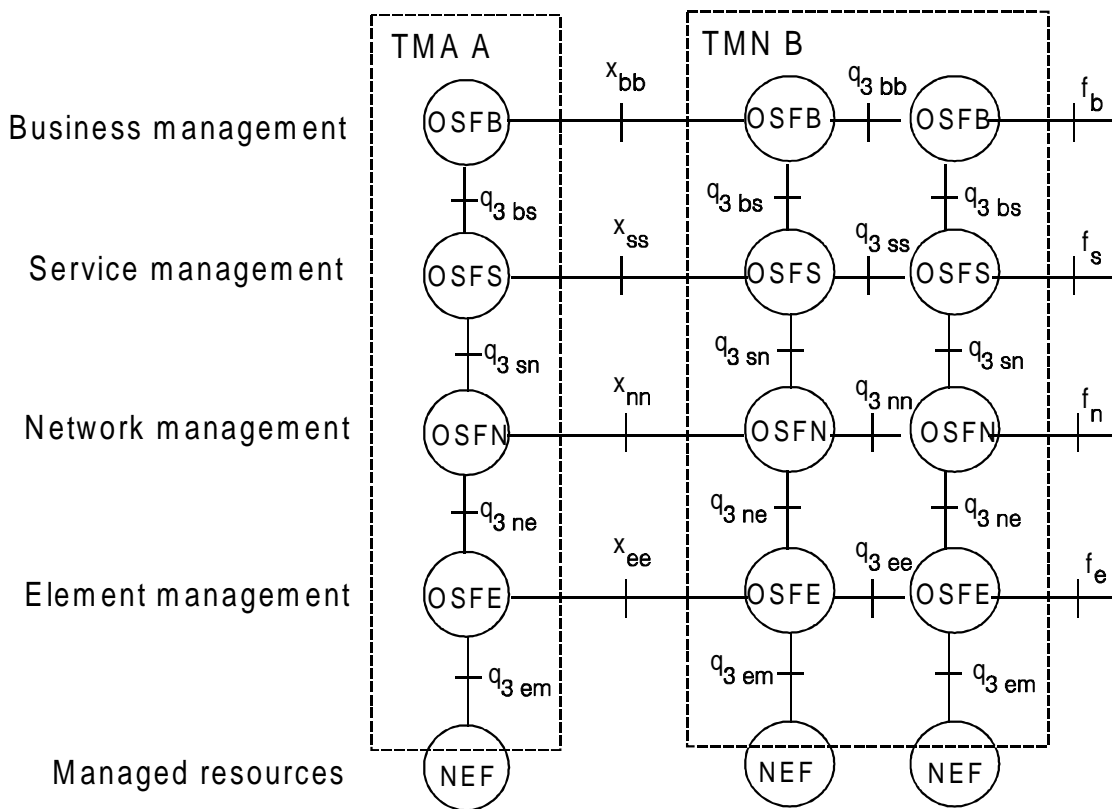 TMA A
TMN B
x bb
q3 bb
f b
Business management
OSFB
OSFB
OSFB
q3 bs
q3 bs
q3 bs
x ss
q3 ss
f s
Service management
OSFS
OSFS
OSFS
q3 sn
q3 sn
q3 sn
x nn
q3 nn
f n
Network management
OSFN
OSFN
OSFN
q3 ne
q3 ne
q3 ne
x ee
q3 ee
f e
Element management
OSFE
OSFE
OSFE
q3 em
q3 em
q3 em
Managed resources
NEF
NEF
NEF